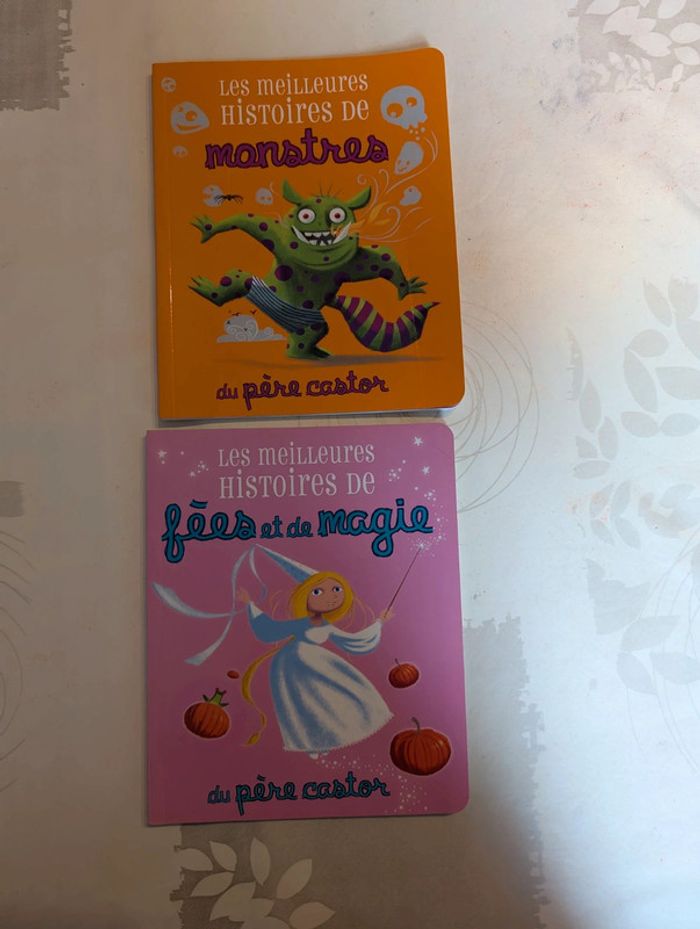 Les meilleures
histoires de
monstres
du père castor
Les meilleures
histoires de
fées et de magie
du père castor